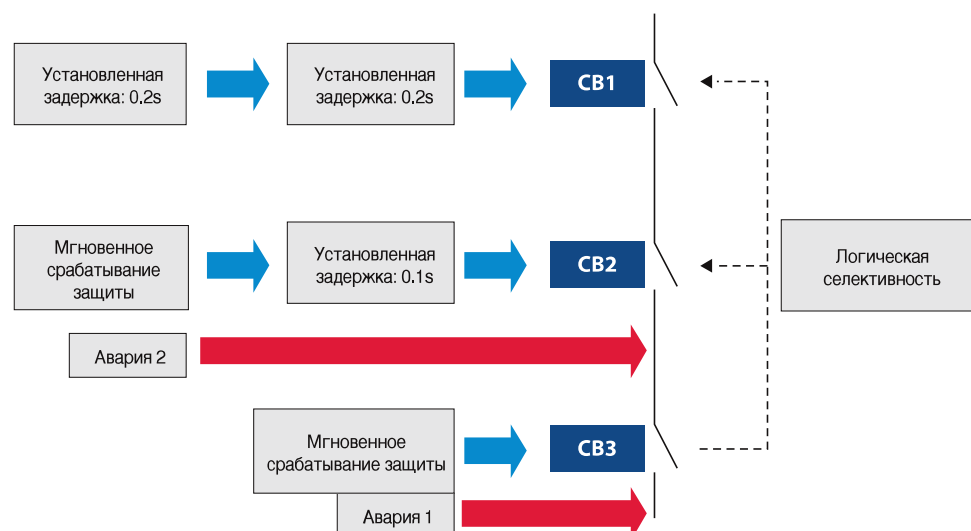 Установленная
задержка: 0.2s
Установленная
задержка: 0.2s
CB1
Мгновенное
срабатывание
защиты
Установленная
задержка: 0.1s
CB2
Логическая
селективность
Авария 2
Мгновенное
срабатывание защиты
CB3
Авария 1